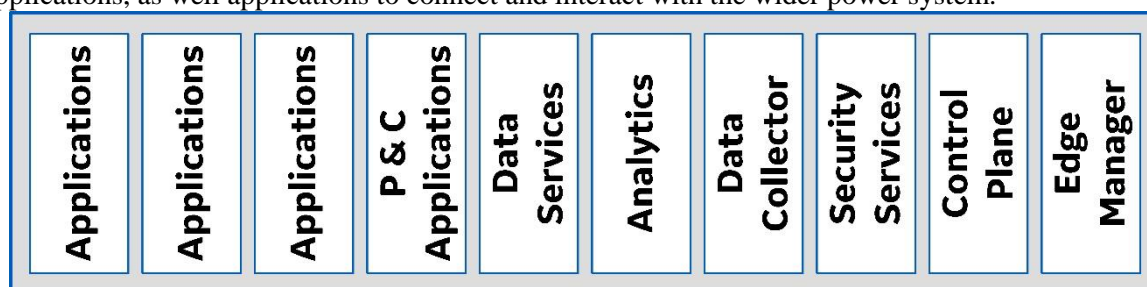 applications, as well applications to connect and interact with the wider power system.
Applications
Applications
Applications
P & C
Applications
Data
Services
Analytics
Data
Collector
Security
Services
Control
Plane
Edge
Manager